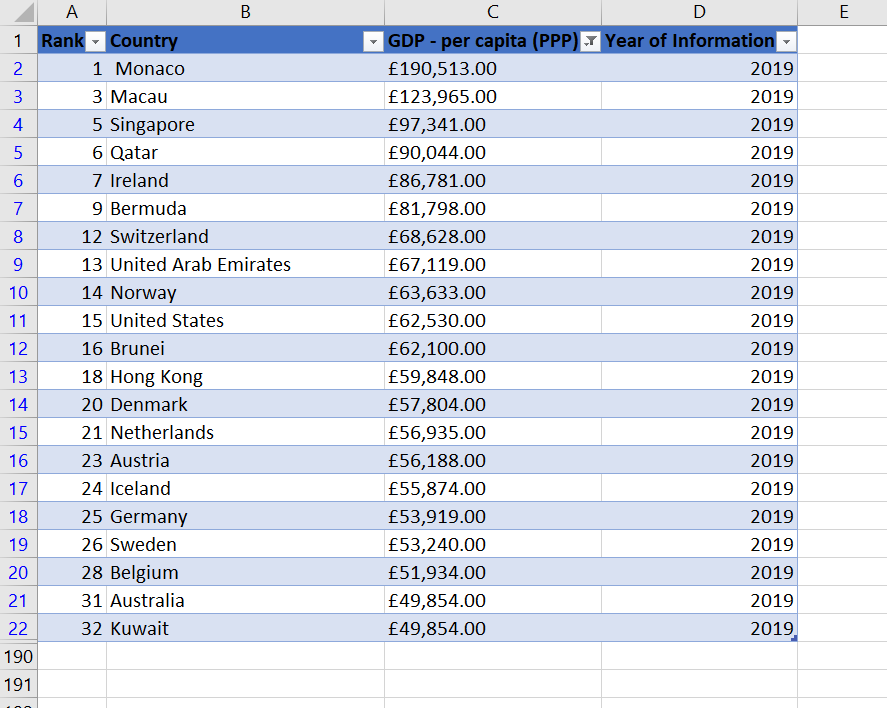 A B C D E
1 Rank Country GDP - per capita (PPP) Year of Information
2 1 Monaco £190,513.00 2019
3 3 Macau £123,965.00 2019
4 5 Singapore £97,341.00 2019
5 6 Qatar £90,044.00 2019
6 7 Ireland £86,781.00 2019
7 9 Bermuda £81,798.00 2019
8 12 Switzerland £68,628.00 2019
9 13 United Arab Emirates £67,119.00 2019
10 14 Norway £63,633.00 2019
11 15 United States £62,530.00 2019
12 16 Brunei £62,100.00 2019
13 18 Hong Kong £59,848.00 2019
14 20 Denmark £57,804.00 2019
15 21 Netherlands £56,935.00 2019
16 23 Austria £56,188.00 2019
17 24 Iceland £55,874.00 2019
18 25 Germany £53,919.00 2019
19 26 Sweden £53,240.00 2019
20 28 Belgium £51,934.00 2019
21 31 Australia £49,854.00 2019
22 32 Kuwait £49,854.00 2019
190
191